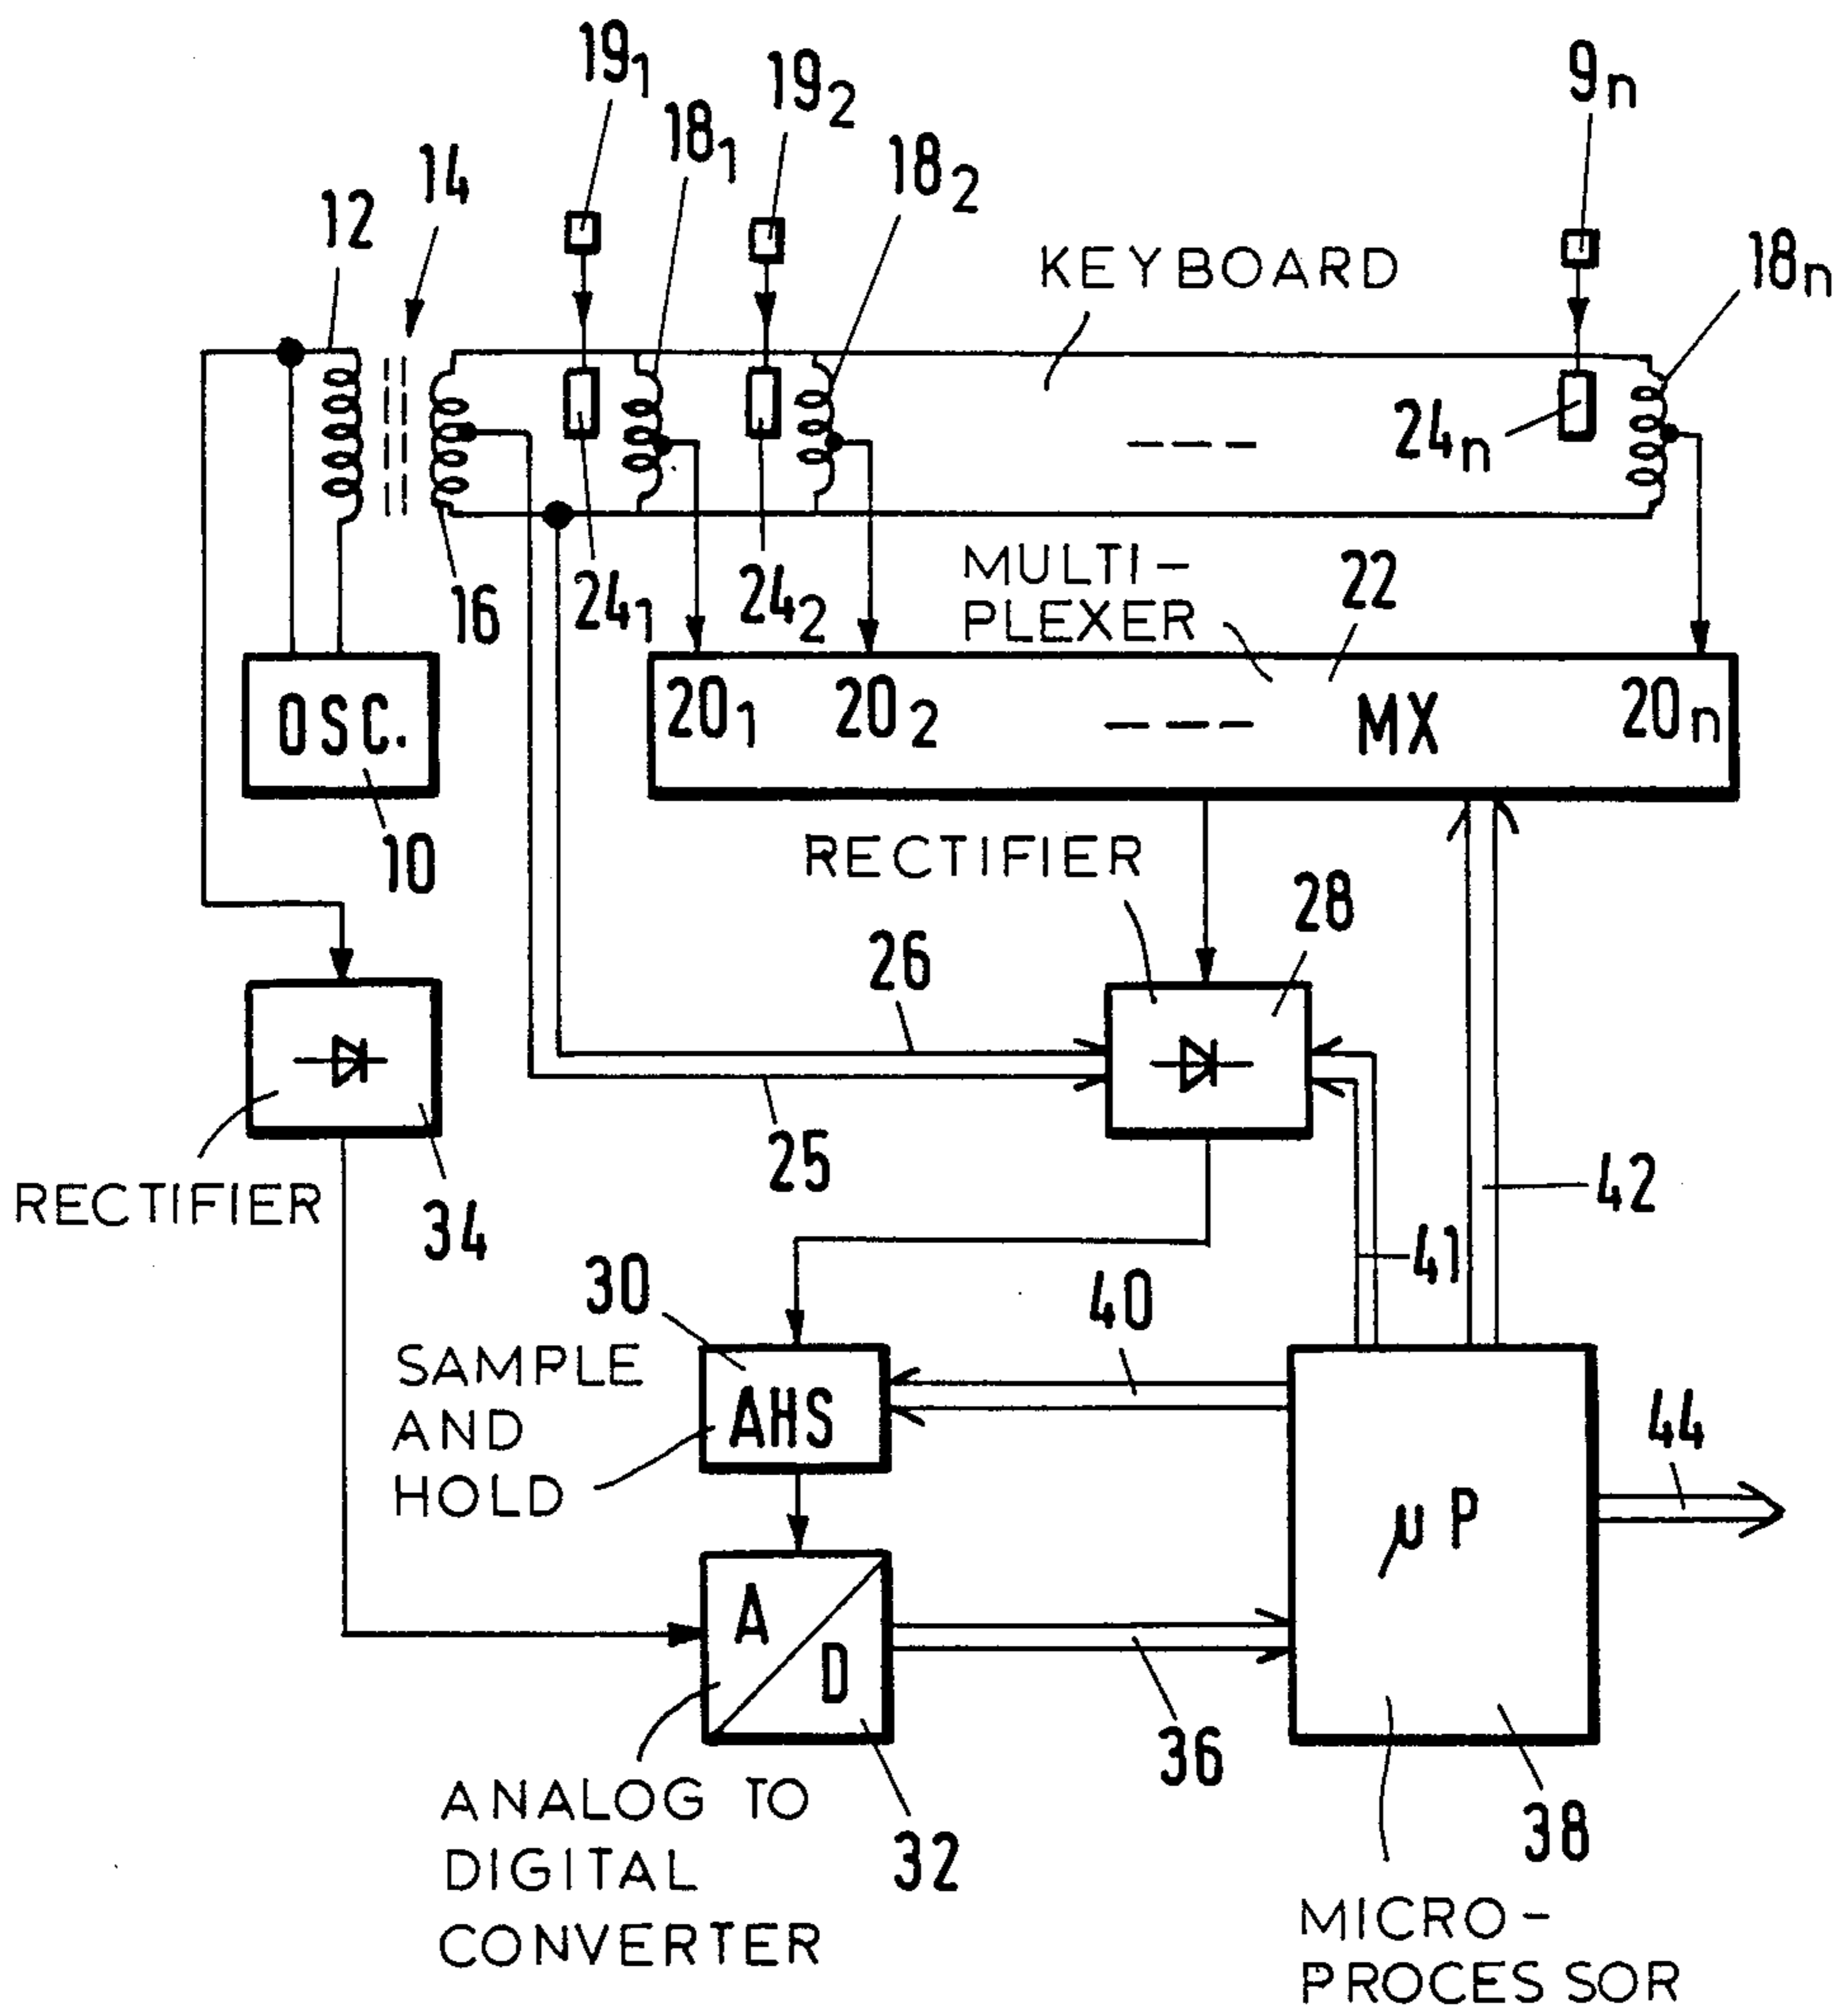 19₁
19₂
9n
18₁
18₂
14
12
KEYBOARD
18n
24n
24₁
24₂
16
MULTI-
PLEXER
22
OSC.
20₁
20₂
--- MX
20n
10
RECTIFIER
28
26
25
RECTIFIER
34
42
41
30
40
SAMPLE
AND
HOLD
AHS
44
µP
A
D
36
ANALOG TO
DIGITAL
CONVERTER
32
38
MICRO-
PROCESSOR